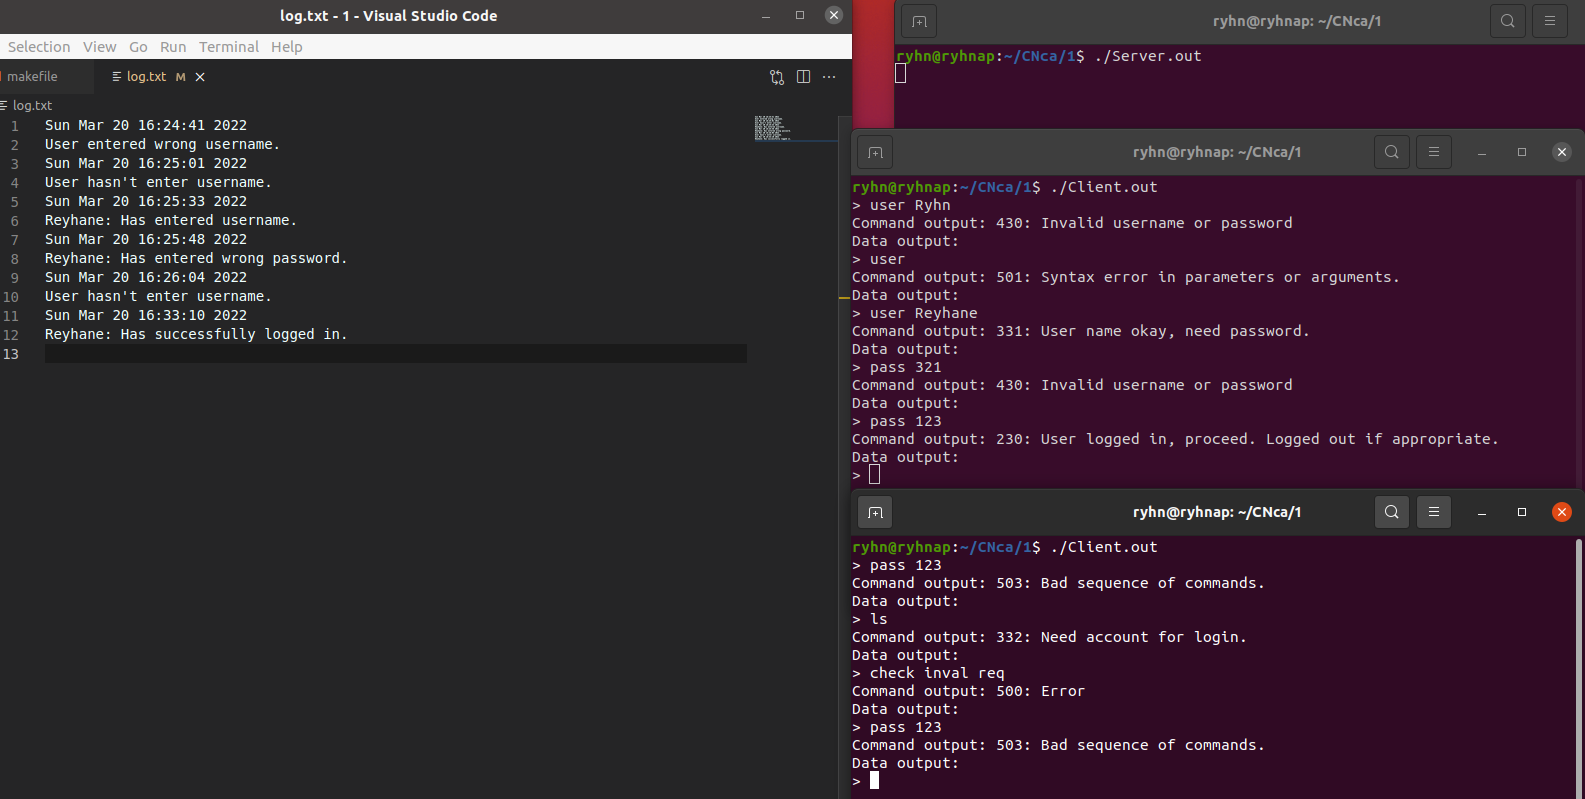 log.txt - 1 - Visual Studio Code
Selection View Go Run Terminal Help
makefile log.txt M
log.txt
1 Sun Mar 20 16:24:41 2022
2 User entered wrong username.
3 Sun Mar 20 16:25:01 2022
4 User hasn't enter username.
5 Sun Mar 20 16:25:33 2022
6 Reyhane: Has entered username.
7 Sun Mar 20 16:25:48 2022
8 Reyhane: Has entered wrong password.
9 Sun Mar 20 16:26:04 2022
10 User hasn't enter username.
11 Sun Mar 20 16:33:10 2022
12 Reyhane: Has successfully logged in.
13
ryhn@ryhnap: ~/CNca/1
ryhn@ryhnap:~/CNca/1$ ./Server.out
ryhn@ryhnap: ~/CNca/1
ryhn@ryhnap:~/CNca/1$ ./Client.out
> user Ryhn
Command output: 430: Invalid username or password
Data output:
> user
Command output: 501: Syntax error in parameters or arguments.
Data output:
> user Reyhane
Command output: 331: User name okay, need password.
Data output:
> pass 321
Command output: 430: Invalid username or password
Data output:
> pass 123
Command output: 230: User logged in, proceed. Logged out if appropriate.
Data output:
>
ryhn@ryhnap: ~/CNca/1
ryhn@ryhnap:~/CNca/1$ ./Client.out
> pass 123
Command output: 503: Bad sequence of commands.
Data output:
> ls
Command output: 332: Need account for login.
Data output:
> check inval req
Command output: 500: Error
Data output:
> pass 123
Command output: 503: Bad sequence of commands.
Data output:
>